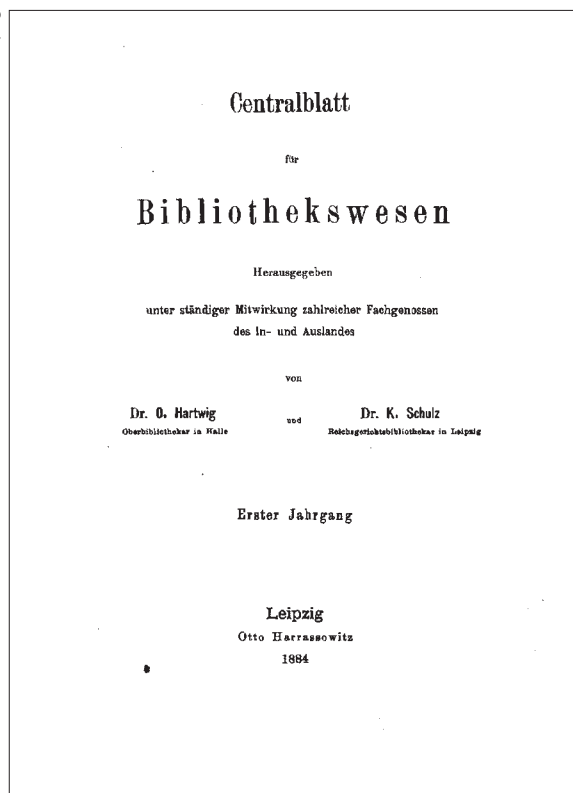 Centralblatt
für
Bibliothekswesen
Herausgegeben
unter ständiger Mitwirkung zahlreicher Fachgenossen
des In- und Auslandes
von
Dr. O. Hartwig
Oberbibliothekar in Halle
und
Dr. K. Schulz
Reichsgerichtsbibliothekar in Leipzig
Erster Jahrgang
Leipzig
Otto Harrassowitz
1884